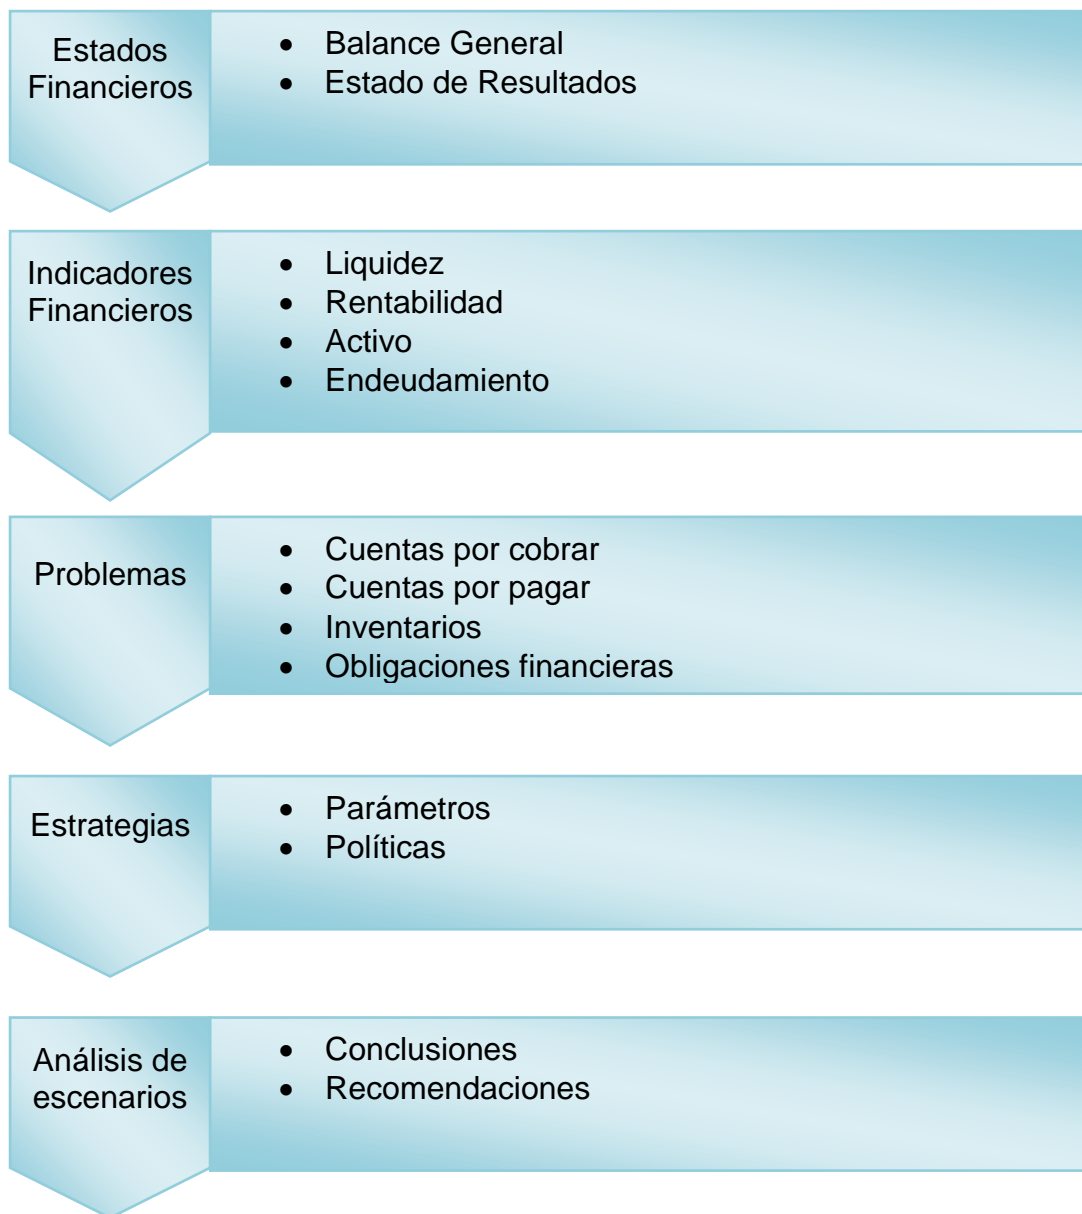 Estados
Financieros
• Balance General
• Estado de Resultados
Indicadores
Financieros
• Liquidez
• Rentabilidad
• Activo
• Endeudamiento
Problemas
• Cuentas por cobrar
• Cuentas por pagar
• Inventarios
• Obligaciones financieras
Estrategias
• Parámetros
• Políticas
Análisis de
escenarios
• Conclusiones
• Recomendaciones